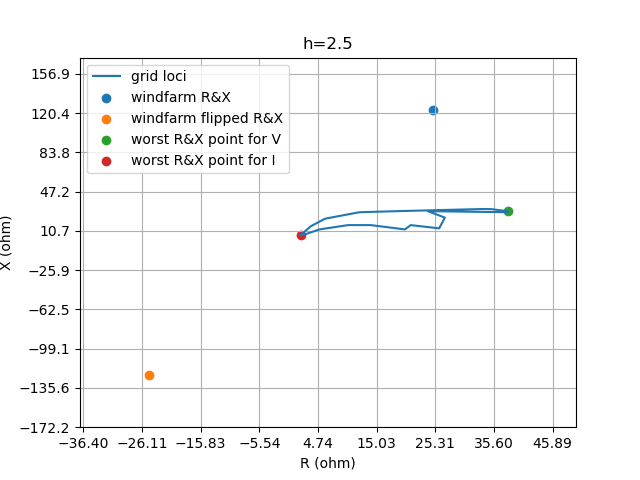 h=2.5
grid loci
windfarm R&X
windfarm flipped R&X
worst R&X point for V
worst R&X point for I
156.9
120.4
83.8
47.2
10.7
−25.9
−62.5
−99.1
−135.6
−172.2
X (ohm)
−36.40 −26.11 −15.83 −5.54 4.74 15.03 25.31 35.60 45.89
R (ohm)